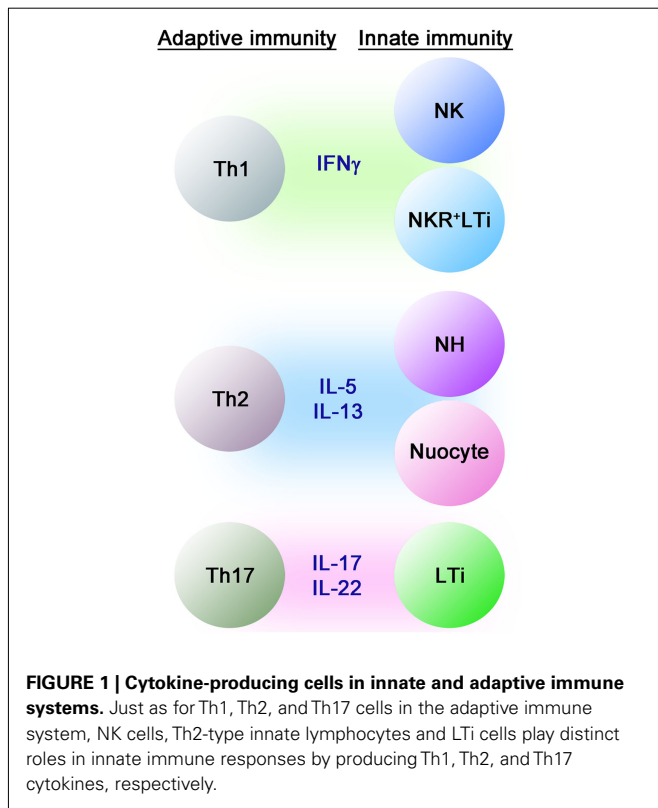 Adaptive immunity Innate immunity
NK
Th1 IFNγ
NKR⁺LTi
NH
Th2 IL-5
IL-13
Nuocyte
Th17 IL-17
IL-22 LTi
FIGURE 1 | Cytokine-producing cells in innate and adaptive immune
systems. Just as for Th1, Th2, and Th17 cells in the adaptive immune
system, NK cells, Th2-type innate lymphocytes and LTi cells play distinct
roles in innate immune responses by producing Th1, Th2, and Th17
cytokines, respectively.